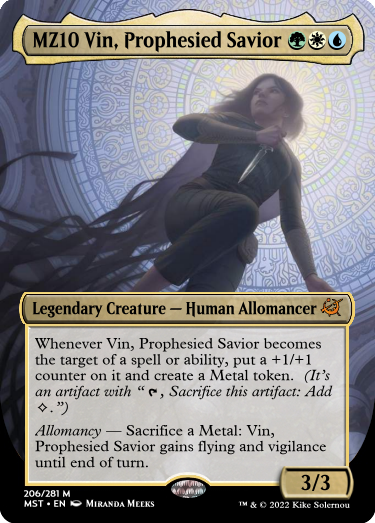 MZ10 Vin, Prophesied Savior
Legendary Creature — Human Allomancer
Whenever Vin, Prophesied Savior becomes
the target of a spell or ability, put a +1/+1
counter on it and create a Metal token. (It's
an artifact with “ , Sacrifice this artifact: Add
.”)
Allomancy — Sacrifice a Metal: Vin,
Prophesied Savior gains flying and vigilance
until end of turn.
3/3
206/281 M
MST • EN Miranda Meeks
™ & © 2022 Kike Solernou